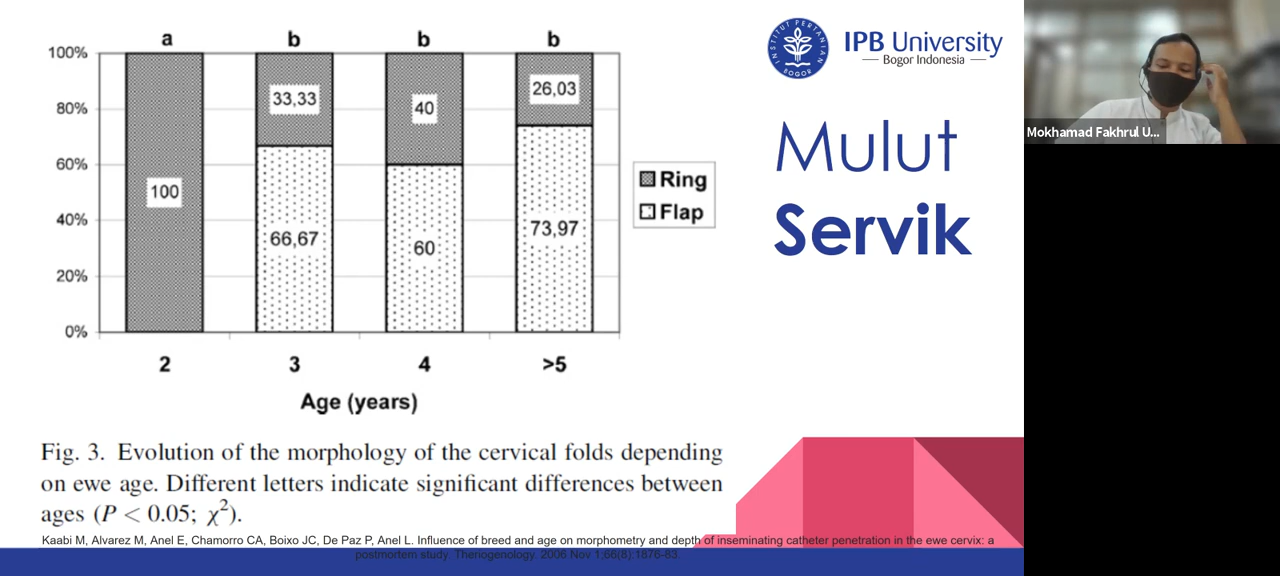 a b b b
100%
80%
60%
40%
20%
0%
100
33,33
66,67
40
60
26,03
73,97
Ring
Flap
2 3 4 >5
Age (years)
Fig. 3. Evolution of the morphology of the cervical folds depending
on ewe age. Different letters indicate significant differences between
ages (P < 0.05; χ²).
Kaabi M, Alvarez M, Anel E, Chamorro CA, Boixo JC, De Paz P, Anel L. Influence of breed and age on morphometry and depth of inseminating catheter penetration in the ewe cervix: a
postmortem study. Theriogenology. 2006 Nov 1;66(8):1876-83.
INSTITUT PERTANIAN
BOGOR
IPB University
Bogor Indonesia
Mulut
Servik
Mokhamad Fakhrul U...